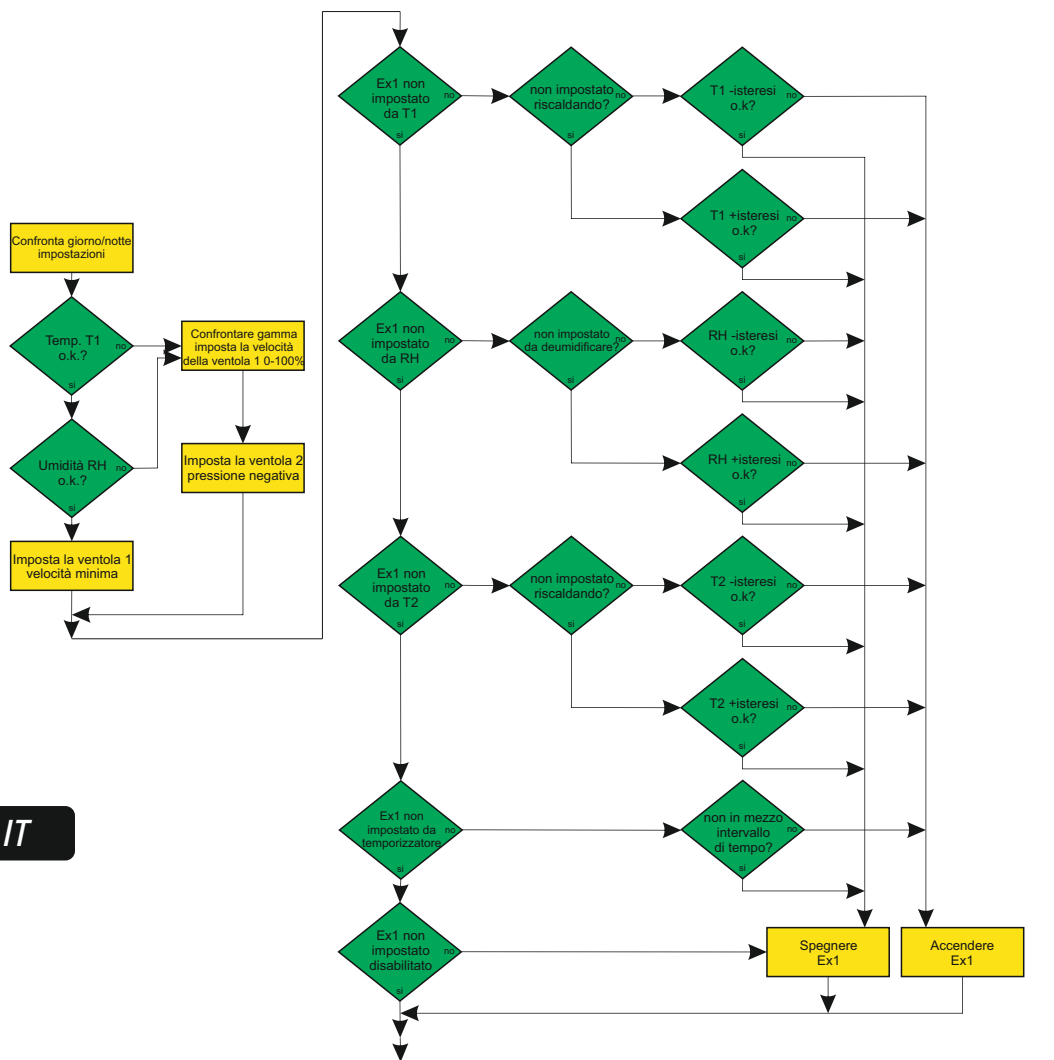 Confronta giorno/notte
impostazioni
Temp. T1
o.k.?
no
si
Umidità RH
o.k.?
no
si
Imposta la ventola 1
velocità minima
Confrontare gamma
imposta la velocità
della ventola 1 0-100%
Imposta la ventola 2
pressione negativa
Ex1 non
impostato
da T1
no
si
non impostato
riscaldando?
no
si
T1 -isteresi
o.k?
no
si
T1 +isteresi
o.k?
no
si
Ex1 non
impostato
da RH
no
si
non impostato
da deumidificare?
no
si
RH -isteresi
o.k?
no
si
RH +isteresi
o.k?
no
si
Ex1 non
impostato
da T2
no
si
non impostato
riscaldando?
no
si
T2 -isteresi
o.k?
no
si
T2 +isteresi
o.k?
no
si
Ex1 non
impostato da
temporizzatore
no
si
non in mezzo
intervallo
di tempo?
no
si
Ex1 non
impostato
disabilitato
no
si
Spegnere
Ex1
Accendere
Ex1
IT